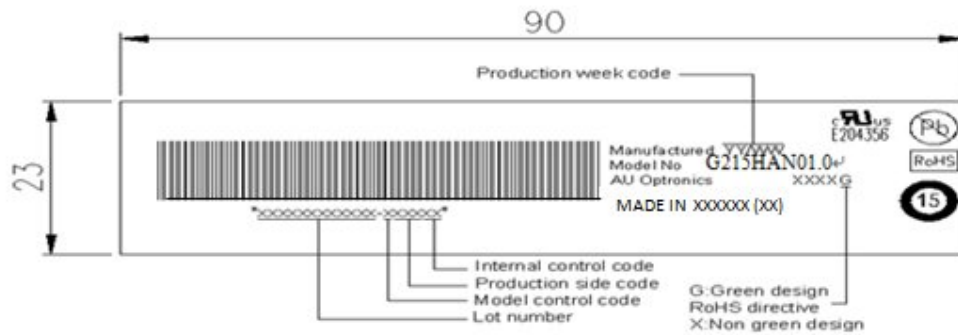 90
Production week code
23
c RU us
E204356
Pb
Manufactured YY/WW
Model No G215HAN01.0↵
RoHS
AU Optronics XXXXG
15
MADE IN XXXXXX (XX)
*XXXXXXXXXXXXX-XXXXXX*
Internal control code
Production side code
Model control code
Lot number
G:Green design
RoHS directive
X:Non green design